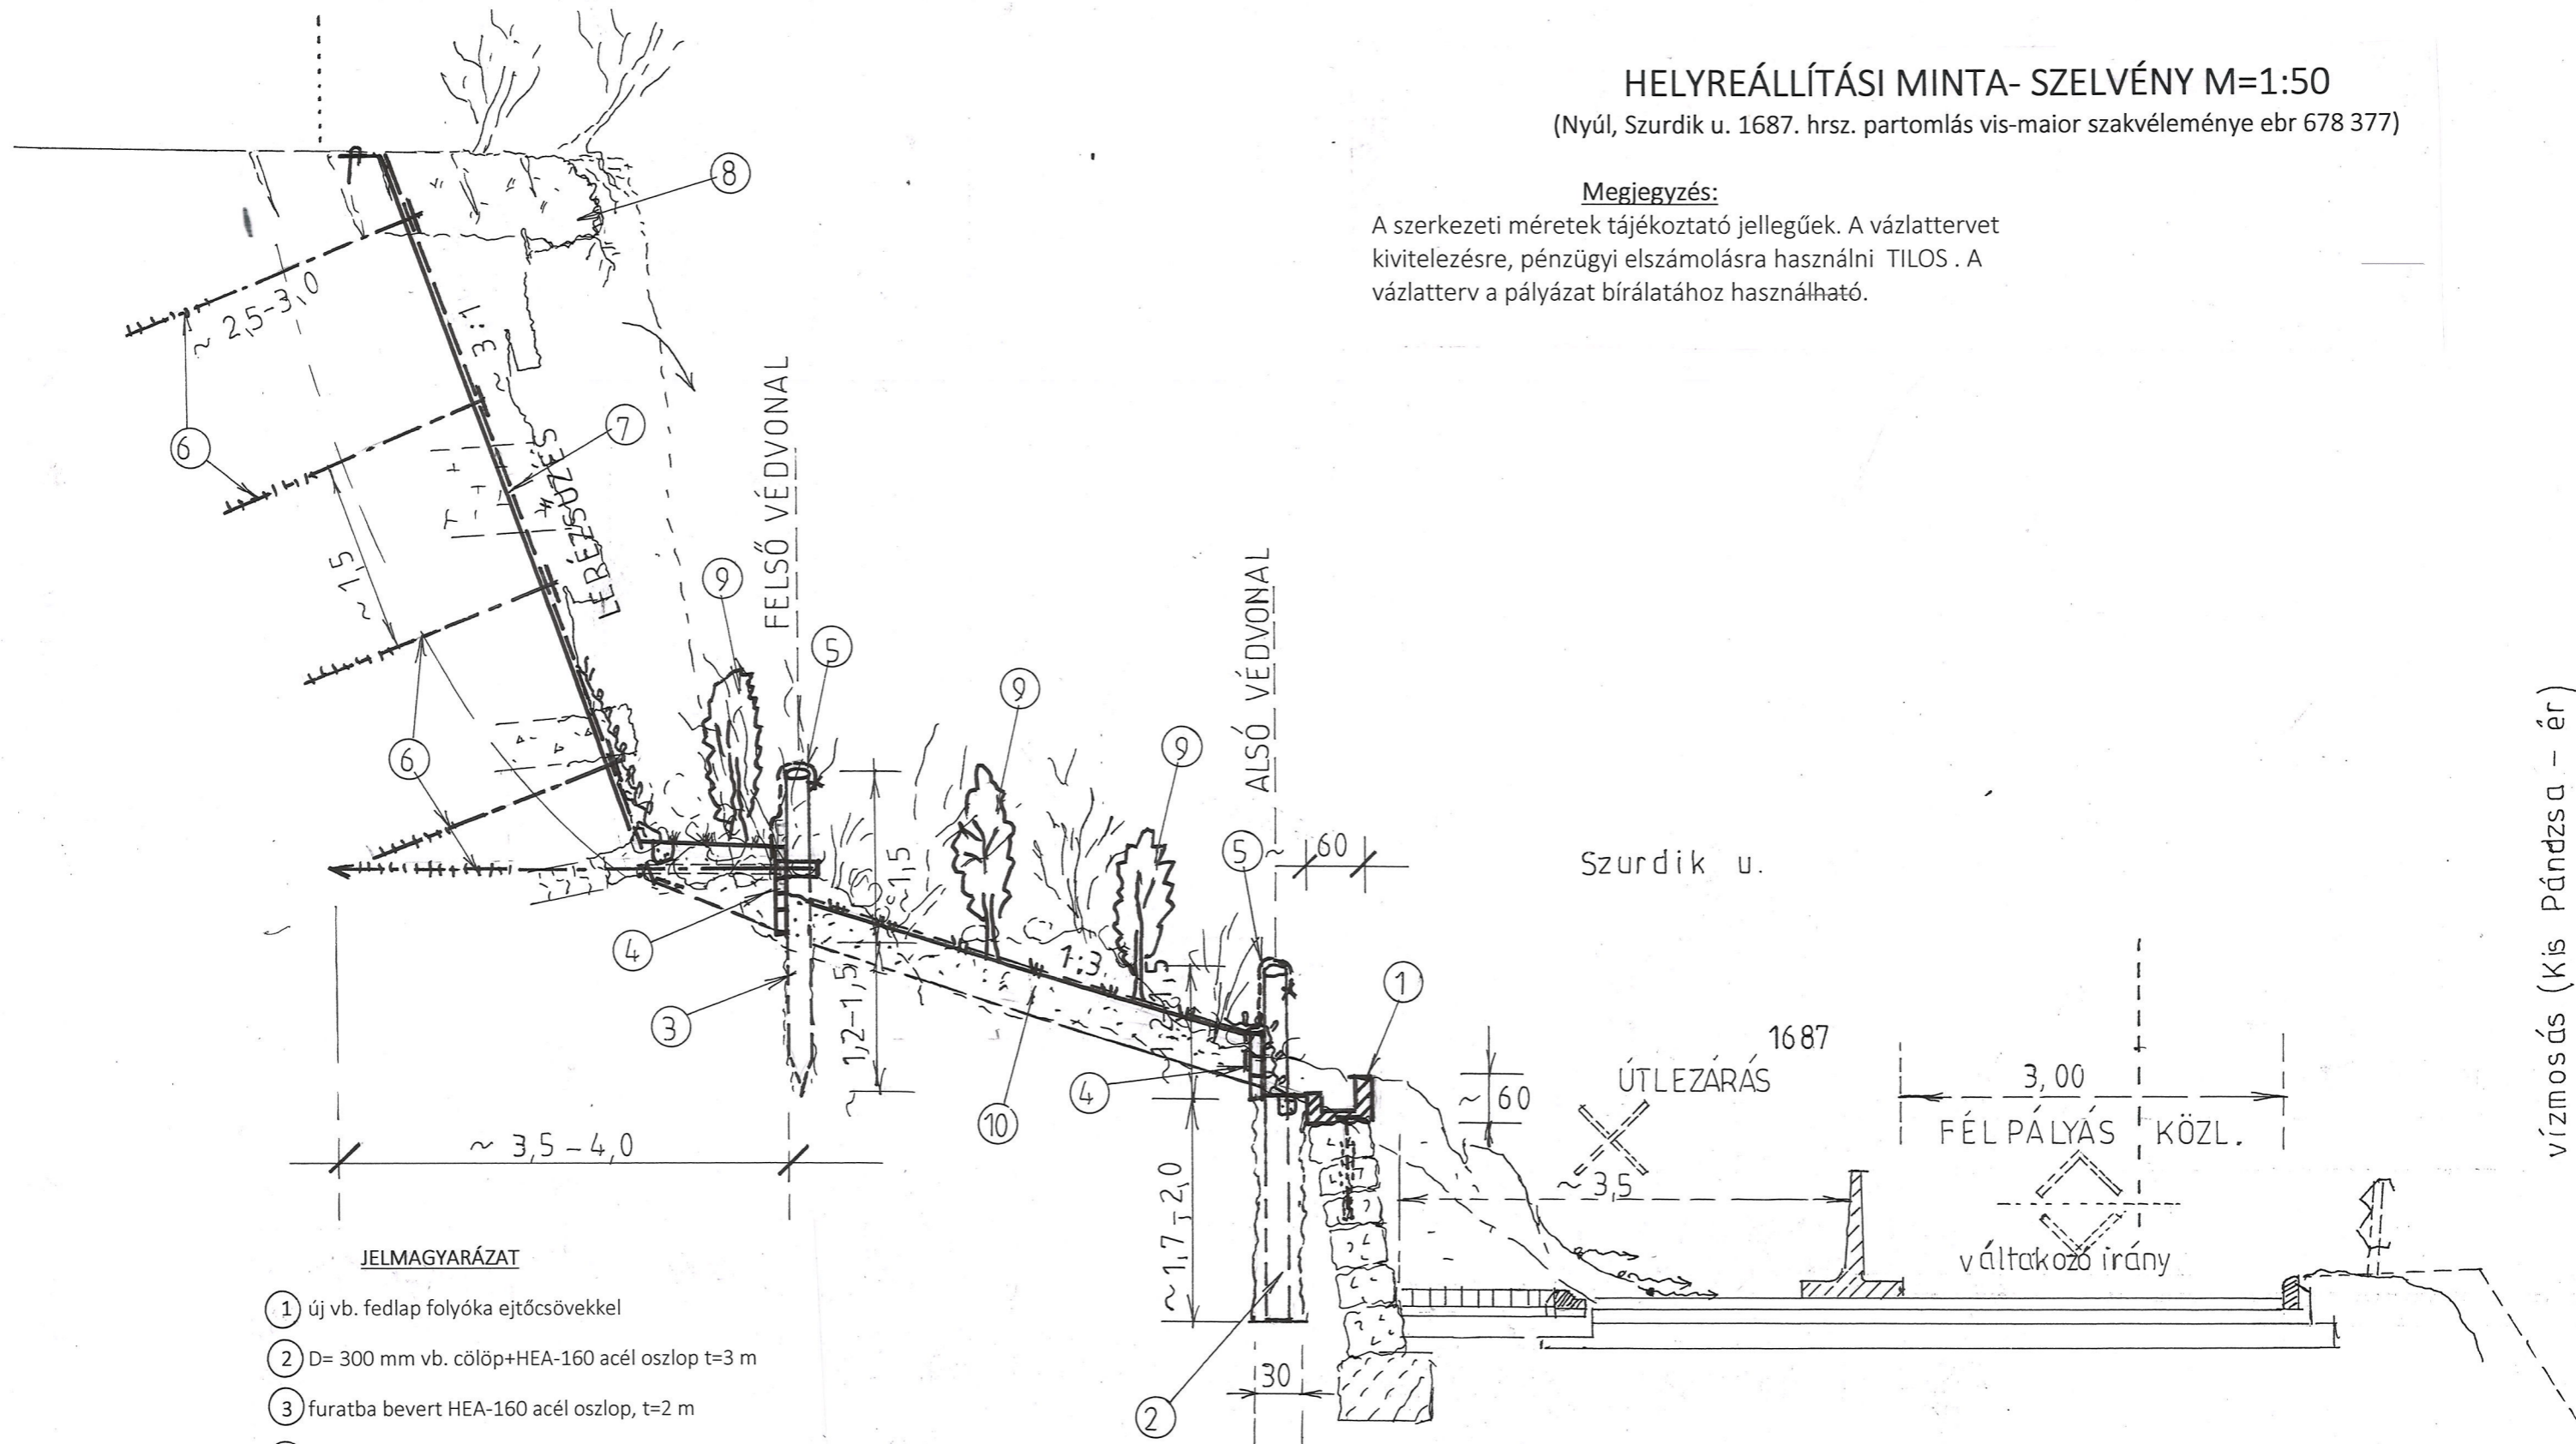 HELYREÁLLÍTÁSI MINTA- SZELVÉNY M=1:50
(Nyúl, Szurdik u. 1687. hrsz. partomlás vis-maior szakvéleménye ebr 678 377)
Megjegyzés:
A szerkezeti méretek tájékoztató jellegűek. A vázlattervet
kivitelezésre, pénzügyi elszámolásra használni TILOS . A
vázlatterv a pályázat bírálatához használható.
8
~ 2,5-3,0
~ 3:1
6
7
FELSŐ VÉDVONAL
LERÉZSŰZÉS
~ 1,5
9
5
9
9
ALSÓ VÉDVONAL
6
5
~ 60
Szurdik u.
vízmosás (Kis Pándzsa - ér)
~1,5
4
1:3
1
3
~ 1,2-1,5
4
10
~ 60
1687
ÚTLEZÁRÁS
3,00
FÉLPÁLYÁS KÖZL.
~ 3,5 - 4,0
~ 1,7-2,0
~ 3,5
váltakozó irány
30
2
JELMAGYARÁZAT
1 új vb. fedlap folyóka ejtőcsövekkel
2 D= 300 mm vb. cölöp+HEA-160 acél oszlop t=3 m
3 furatba bevert HEA-160 acél oszlop, t=2 m